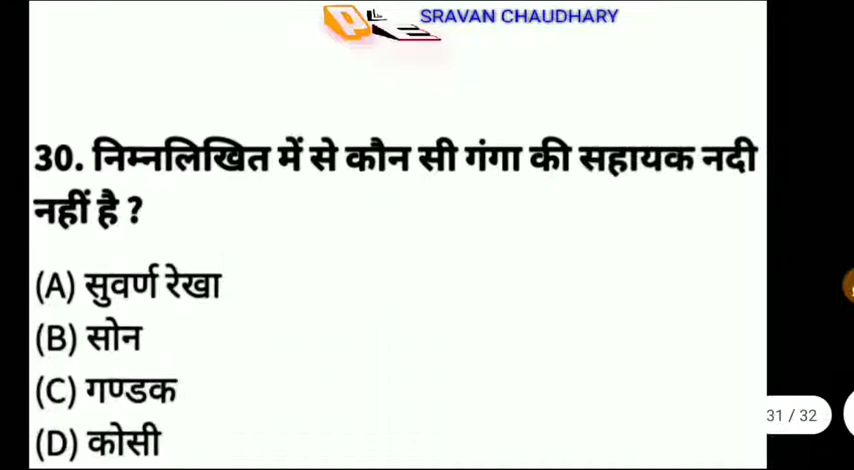 SRAVAN CHAUDHARY
30. निम्नलिखित में से कौन सी गंगा की सहायक नदी
नहीं है ?
(A) सुवर्ण रेखा
(B) सोन
(C) गण्डक
(D) कोसी
31 / 32